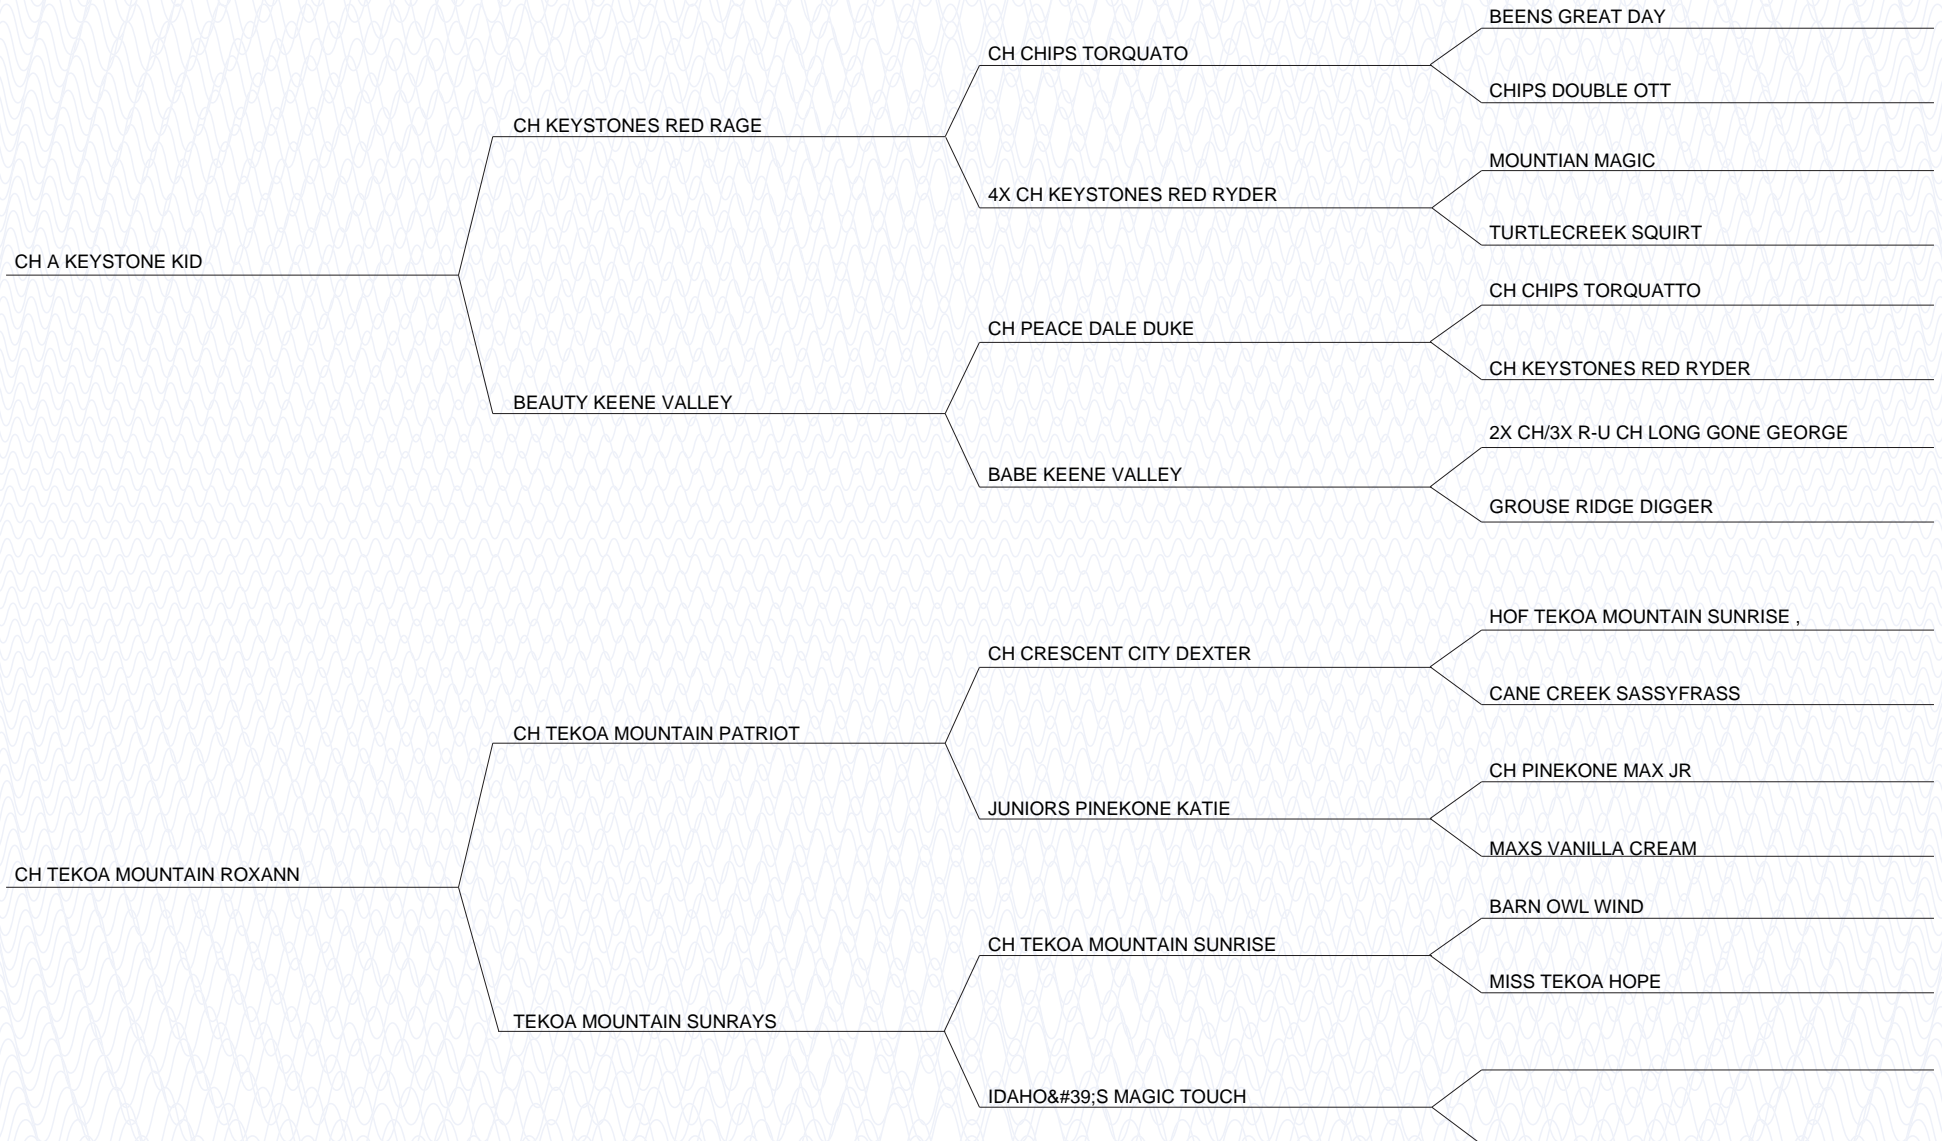 BEENS GREAT DAY
CH CHIPS TORQUATO
CHIPS DOUBLE OTT
CH KEYSTONES RED RAGE
MOUNTIAN MAGIC
4X CH KEYSTONES RED RYDER
TURTLECREEK SQUIRT
CH A KEYSTONE KID
CH CHIPS TORQUATTO
CH PEACE DALE DUKE
CH KEYSTONES RED RYDER
BEAUTY KEENE VALLEY
2X CH/3X R-U CH LONG GONE GEORGE
BABE KEENE VALLEY
GROUSE RIDGE DIGGER
HOF TEKOA MOUNTAIN SUNRISE ,
CH CRESCENT CITY DEXTER
CANE CREEK SASSYFRASS
CH TEKOA MOUNTAIN PATRIOT
CH PINEKONE MAX JR
JUNIORS PINEKONE KATIE
MAXS VANILLA CREAM
CH TEKOA MOUNTAIN ROXANN
BARN OWL WIND
CH TEKOA MOUNTAIN SUNRISE
MISS TEKOA HOPE
TEKOA MOUNTAIN SUNRAYS
IDAHO&#39;S MAGIC TOUCH